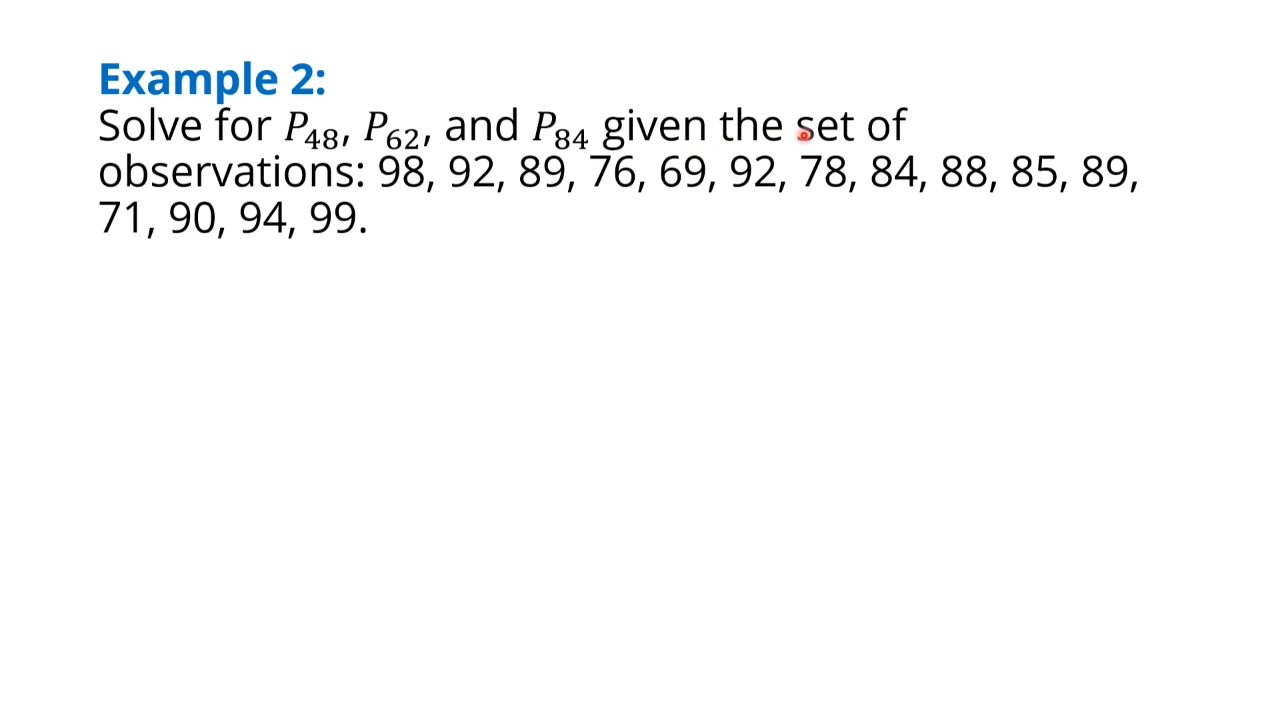 Example 2:
Solve for P₄₈, P₆₂, and P₈₄ given the set of
observations: 98, 92, 89, 76, 69, 92, 78, 84, 88, 85, 89,
71, 90, 94, 99.